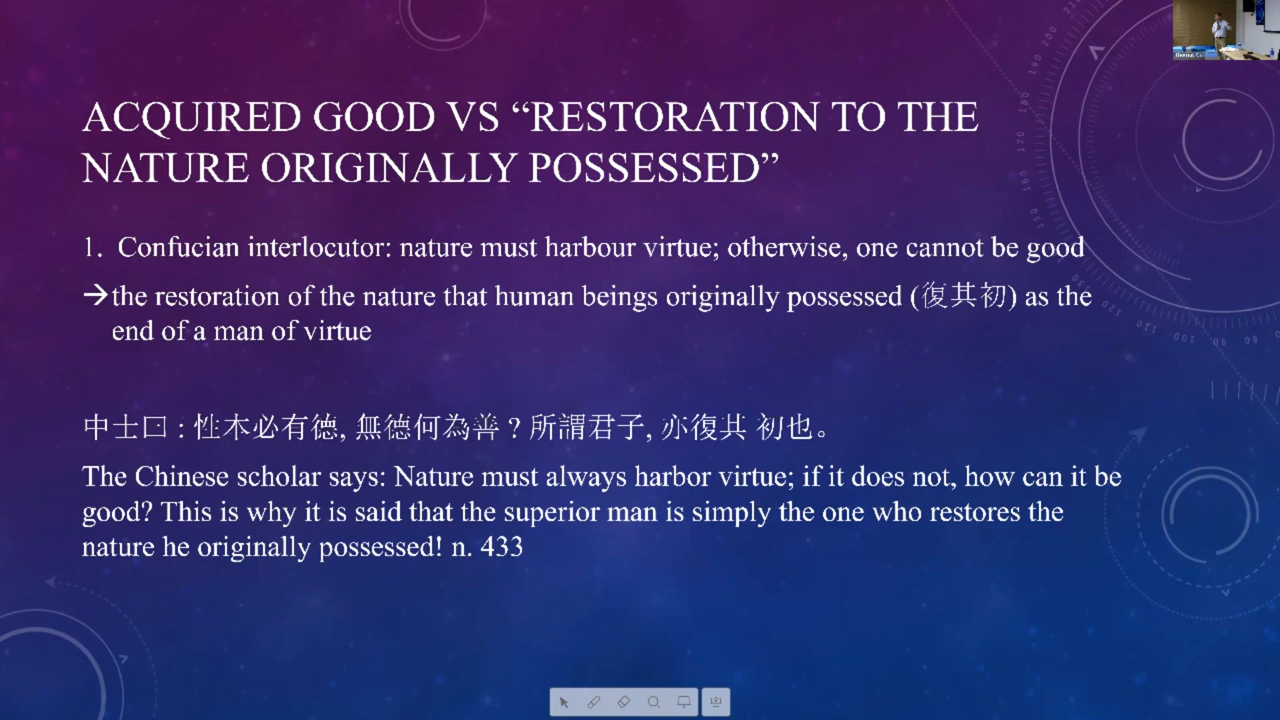 ACQUIRED GOOD VS “RESTORATION TO THE
NATURE ORIGINALLY POSSESSED”
1. Confucian interlocutor: nature must harbour virtue; otherwise, one cannot be good
→the restoration of the nature that human beings originally possessed (復其初) as the
end of a man of virtue
中士曰 : 性本必有德, 無德何為善 ? 所謂君子, 亦復其 初也。
The Chinese scholar says: Nature must always harbor virtue; if it does not, how can it be
good? This is why it is said that the superior man is simply the one who restores the
nature he originally possessed! n. 433